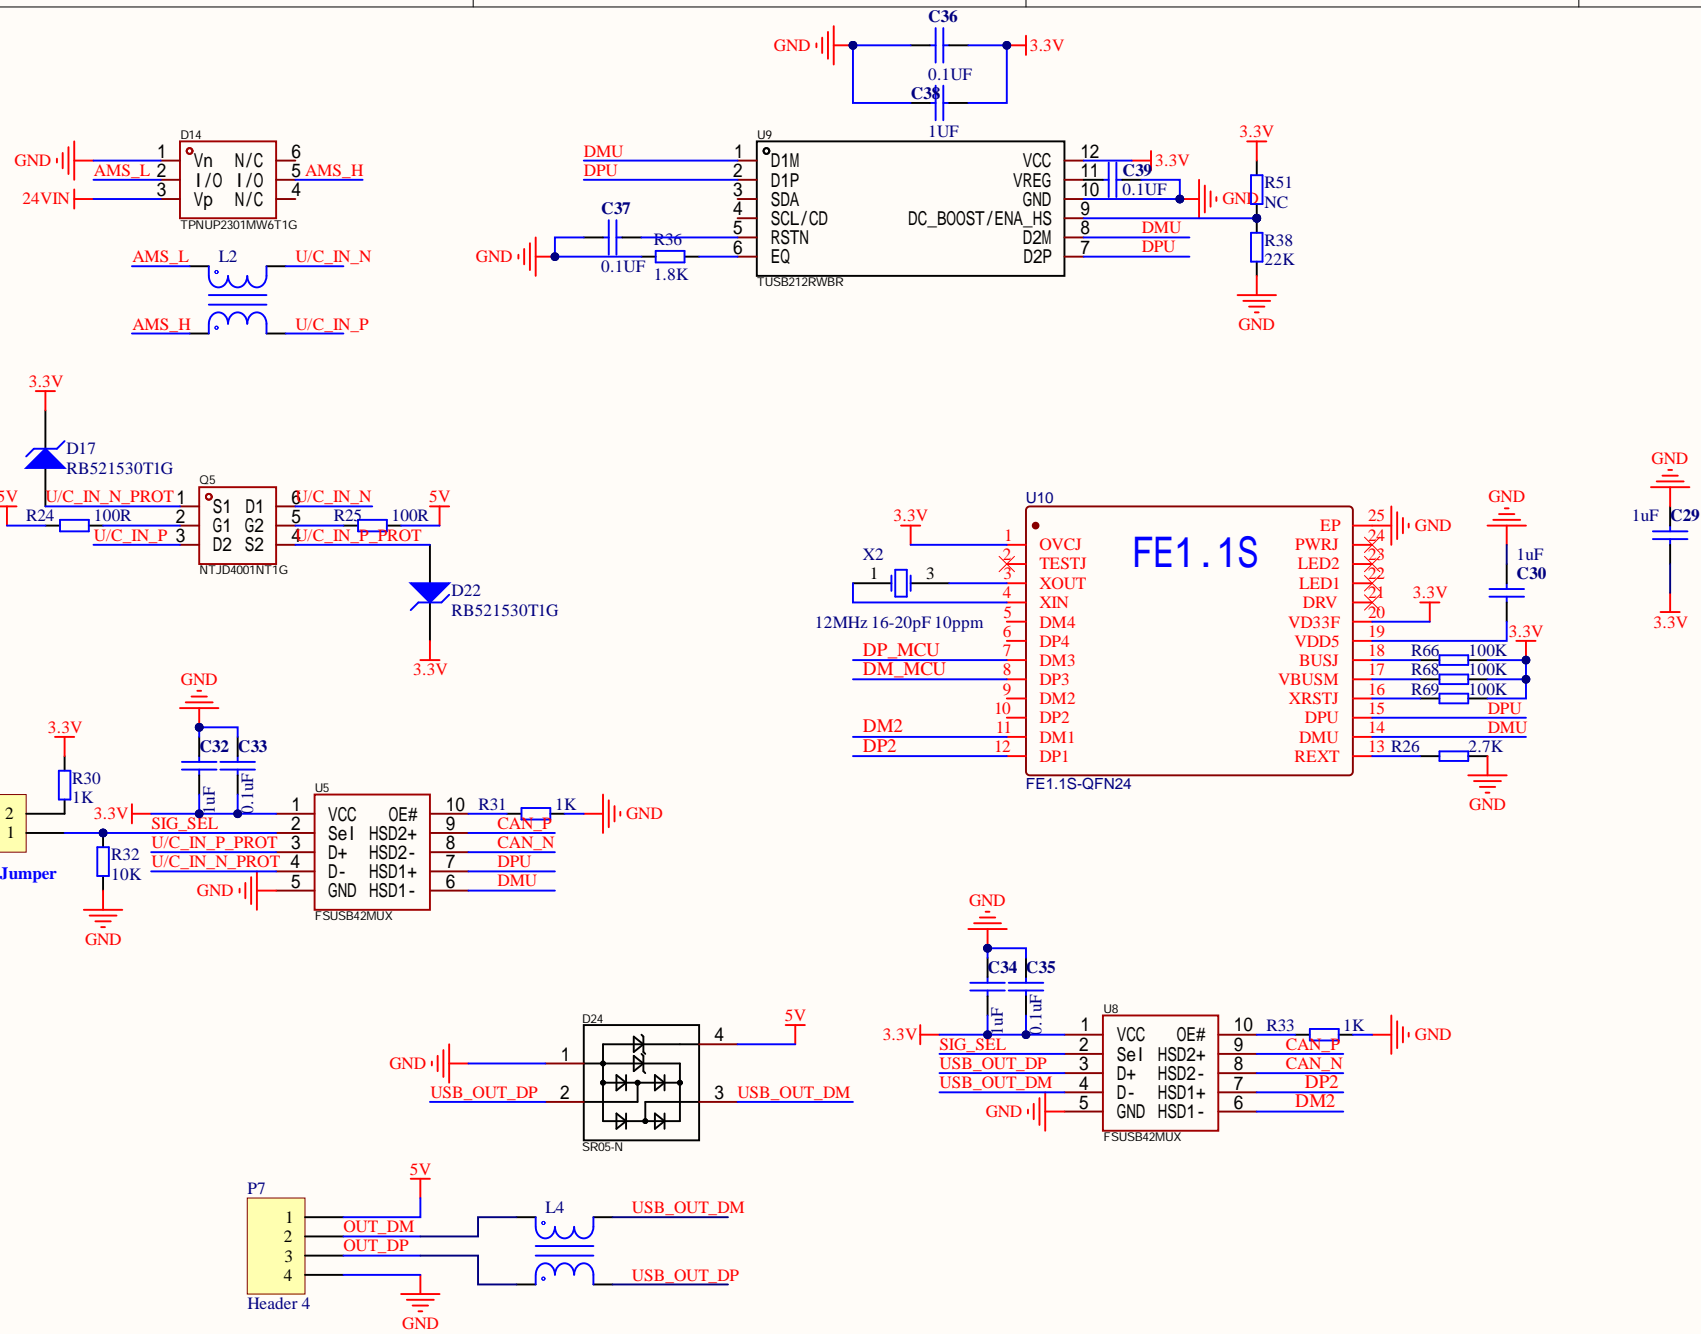 C36
GND
3.3V
0.1UF
C38
1UF
D14
GND
1
Vn
N/C
6
AMS_L
2
I/O
I/O
5
AMS_H
24VIN
3
Vp
N/C
4
TPNUP2301MW6T1G
AMS_L
L2
U/C_IN_N
AMS_H
U/C_IN_P
U9
DMU
1
D1M
VCC
12
3.3V
DPU
2
D1P
VREG
11
C39
0.1UF
3
SDA
GND
10
GND
4
SCL/CD
DC_BOOST/ENA_HS
9
5
RSTN
D2M
8
DMU
6
EQ
D2P
7
DPU
TUSB212RWBR
C37
0.1UF
GND
R36
1.8K
3.3V
R51
NC
R38
22K
GND
3.3V
D17
RB521530T1G
5V
R24
100R
Q5
U/C_IN_N_PROT
1
S1
D1
6
U/C_IN_N
2
G1
G2
5
R25
100R
5V
U/C_IN_P
3
D2
S2
4
U/C_IN_P_PROT
NTJD4001NT1G
D22
RB521530T1G
3.3V
U10
FE1.1S
3.3V
1
OVCJ
2
TESTJ
X2
1
3
3
XOUT
4
XIN
12MHz 16-20pF 10ppm
5
DM4
6
DP4
DP_MCU
7
DM3
DM_MCU
8
DP3
9
DM2
10
DP2
DM2
11
DM1
DP2
12
DP1
EP
25
GND
PWRJ
24
LED2
23
LED1
22
DRV
21
VD33F
20
3.3V
VDD5
19
BUSJ
18
R66
100K
VBUSM
17
R68
100K
XRSTJ
16
R69
100K
DPU
15
DPU
DMU
14
DMU
REXT
13
R26
2.7K
GND
FE1.1S-QFN24
GND
1uF
C30
3.3V
GND
1uF
C29
3.3V
3.3V
R30
1K
2
1
Jumper
R32
10K
GND
GND
C32
C33
1uF
0.1uF
U5
3.3V
1
VCC
OE#
10
R31
1K
GND
SIG_SEL
2
Sel
HSD2+
9
CAN_P
U/C_IN_P_PROT
3
D+
HSD2-
8
CAN_N
U/C_IN_N_PROT
4
D-
HSD1+
7
DPU
GND
5
GND
HSD1-
6
DMU
FSUSB42MUX
GND
C34
C35
1uF
0.1uF
U8
3.3V
1
VCC
OE#
10
R33
1K
GND
SIG_SEL
2
Sel
HSD2+
9
CAN_P
USB_OUT_DP
3
D+
HSD2-
8
CAN_N
USB_OUT_DM
4
D-
HSD1+
7
DP2
GND
5
GND
HSD1-
6
DM2
FSUSB42MUX
D24
GND
1
4
5V
USB_OUT_DP
2
3
USB_OUT_DM
SR05-N
P7
5V
1
2
OUT_DM
3
OUT_DP
4
GND
Header 4
L4
USB_OUT_DM
USB_OUT_DP